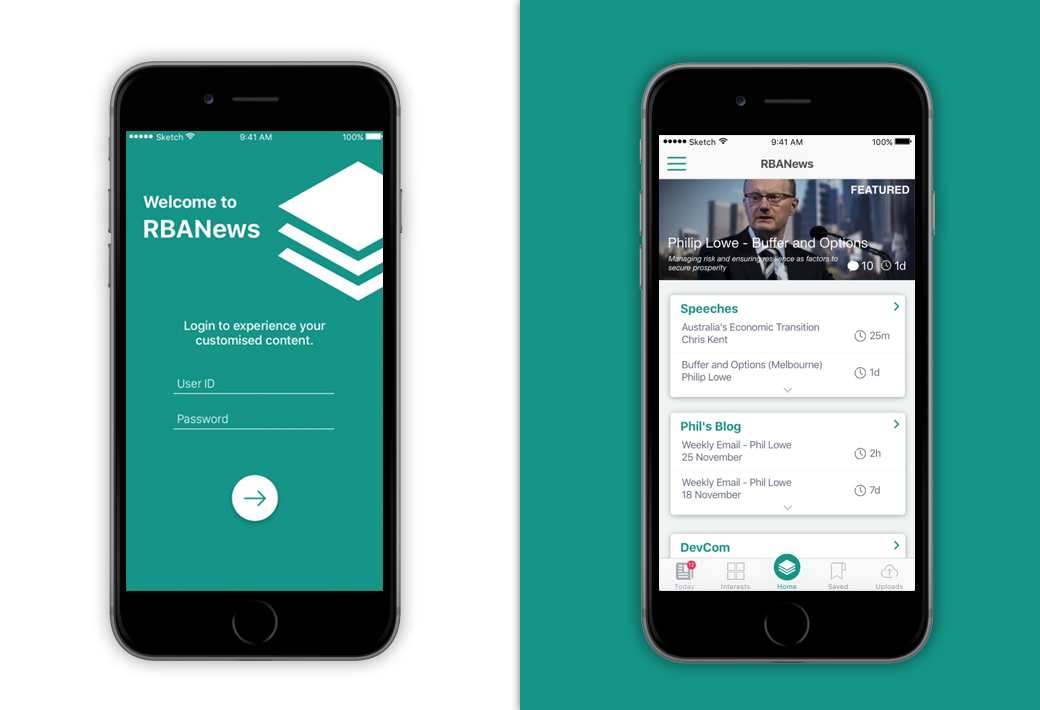 Sketch 9:41 AM 100%
Welcome to
RBANews
Login to experience your
customised content.
User ID
Password
Sketch 9:41 AM 100%
RBANews
FEATURED
Philip Lowe - Buffer and Options
Managing risk and ensuring resilience as factors to
secure prosperity
10 1d
Speeches
Australia's Economic Transition
Chris Kent
25m
Buffer and Options (Melbourne)
Philip Lowe
1d
Phil's Blog
Weekly Email - Phil Lowe
25 November
2h
Weekly Email - Phil Lowe
18 November
7d
DevCom
12
Today Interests Home Saved Uploads